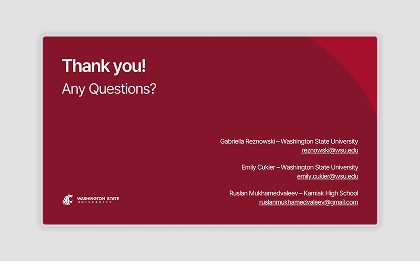 Thank you!
Any Questions?
Gabriella Reznowski – Washington State University
reznowski@wsu.edu
Emily Cukier – Washington State University
emily.cukier@wsu.edu
Ruslan Mukhamedvaleev – Kamiak High School
ruslanmukhamedvaleev@gmail.com
WASHINGTON STATE
UNIVERSITY